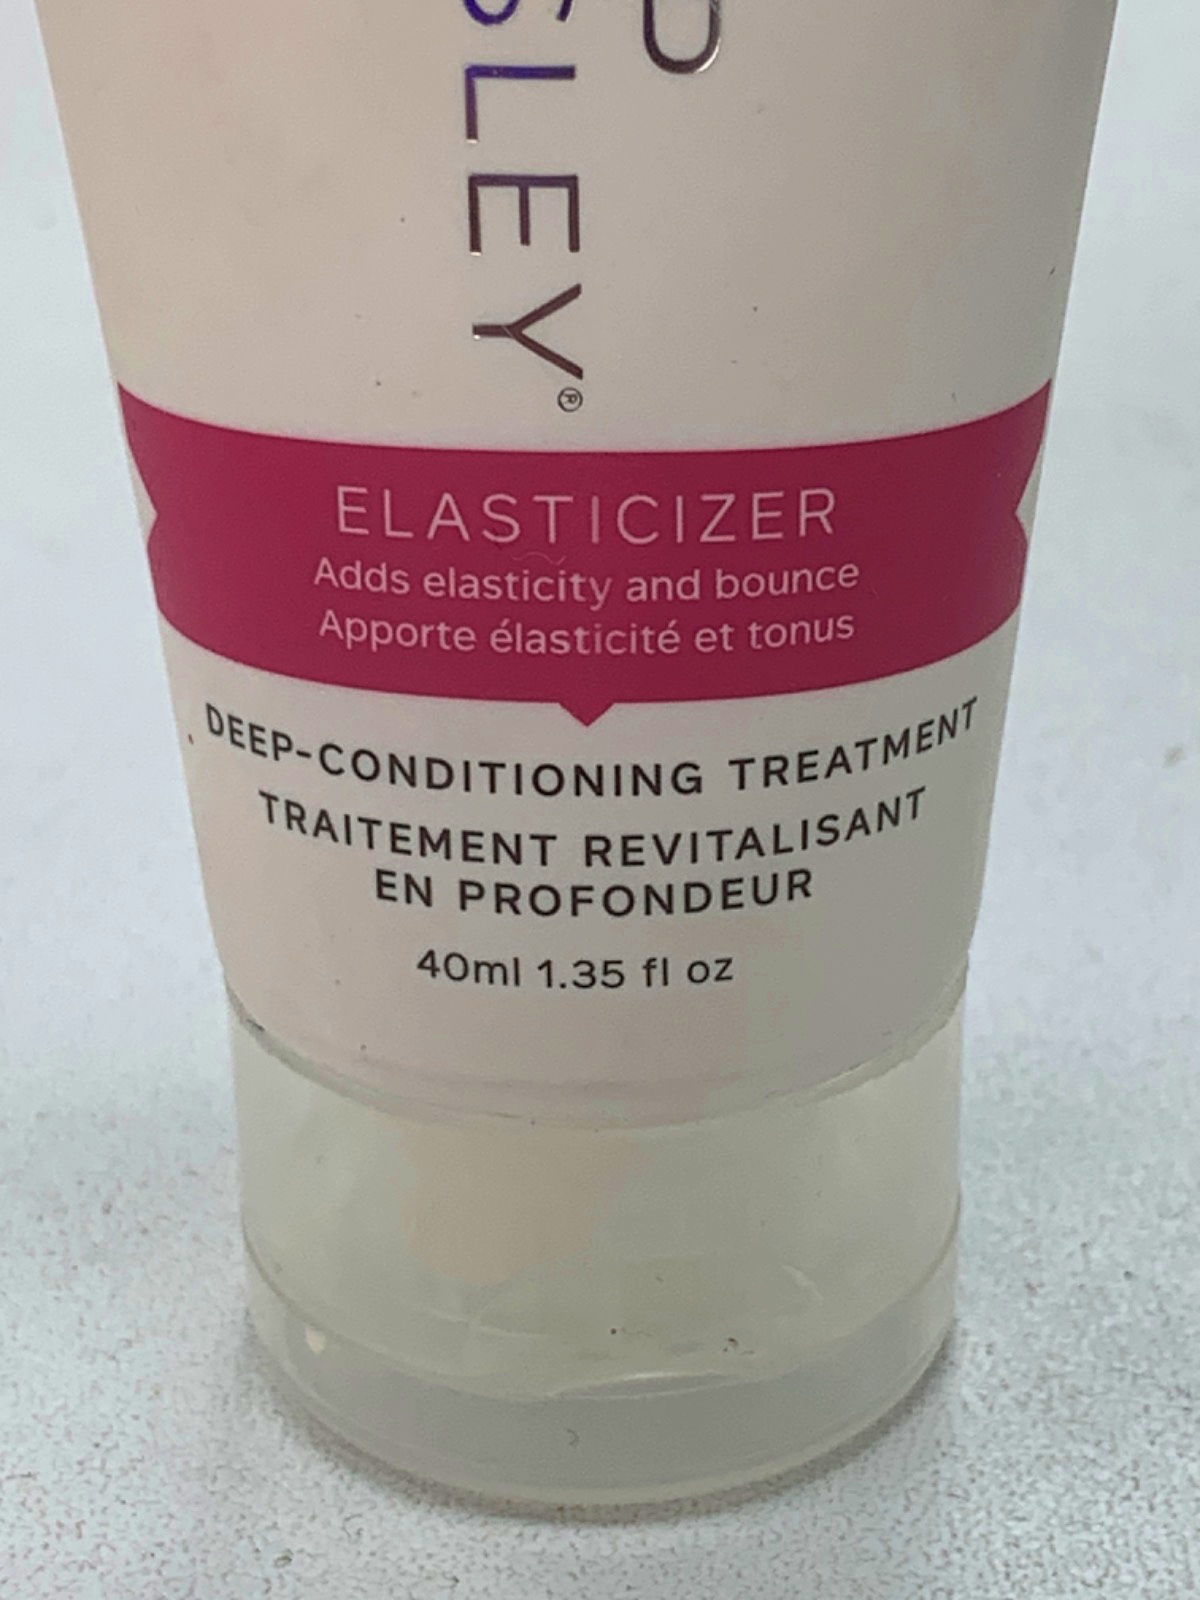 P
SLEY®
ELASTICIZER
Adds elasticity and bounce
Apporte élasticité et tonus
DEEP-CONDITIONING TREATMENT
TRAITEMENT REVITALISANT
EN PROFONDEUR
40ml 1.35 fl oz